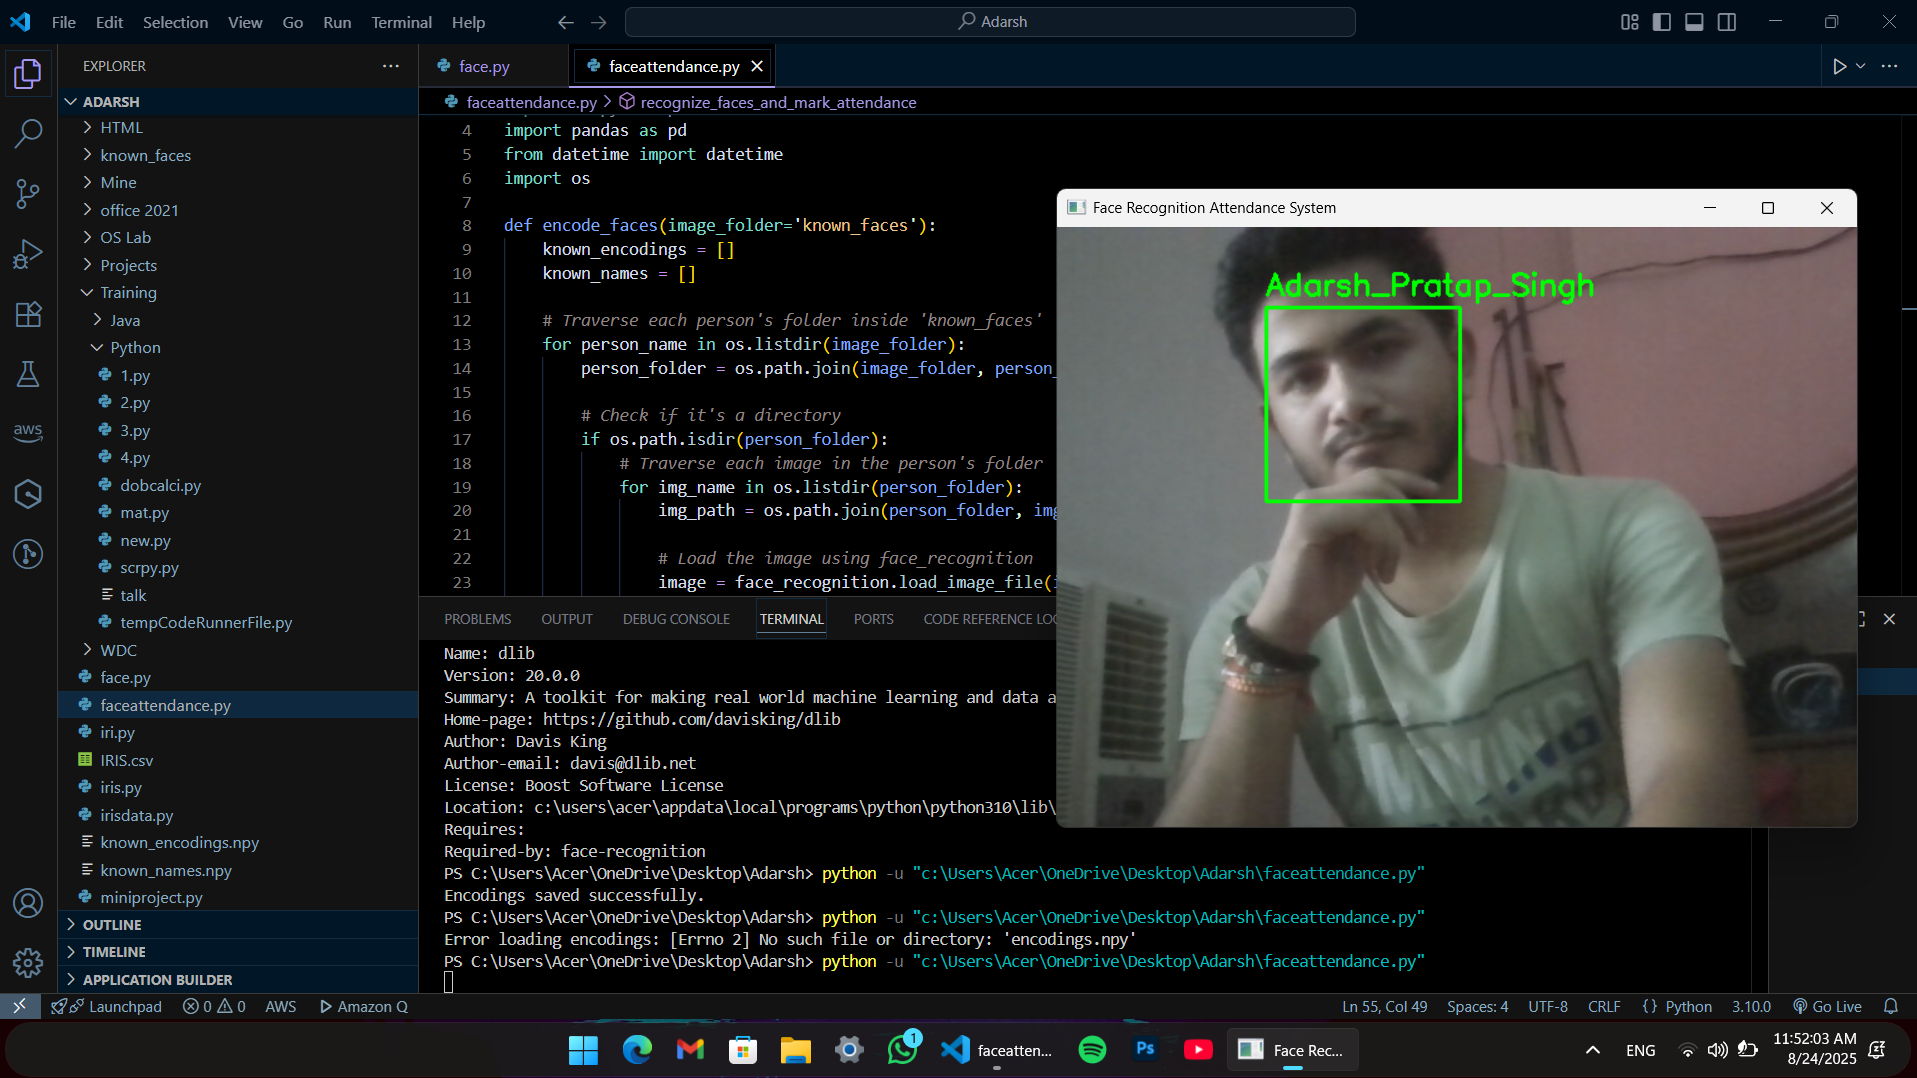 File Edit Selection View Go Run Terminal Help
Adarsh
EXPLORER
ADARSH
HTML
known_faces
Mine
office 2021
OS Lab
Projects
Training
Java
Python
1.py
2.py
3.py
4.py
dobcalci.py
mat.py
new.py
scrpy.py
talk
tempCodeRunnerFile.py
WDC
face.py
faceattendance.py
iri.py
IRIS.csv
iris.py
irisdata.py
known_encodings.npy
known_names.npy
miniproject.py
OUTLINE
TIMELINE
APPLICATION BUILDER
aws
face.py faceattendance.py
faceattendance.py > recognize_faces_and_mark_attendance
4 import pandas as pd
5 from datetime import datetime
6 import os
7
8 def encode_faces(image_folder='known_faces'):
9 known_encodings = []
10 known_names = []
11
12 # Traverse each person's folder inside 'known_faces'
13 for person_name in os.listdir(image_folder):
14 person_folder = os.path.join(image_folder, person_
15
16 # Check if it's a directory
17 if os.path.isdir(person_folder):
18 # Traverse each image in the person's folder
19 for img_name in os.listdir(person_folder):
20 img_path = os.path.join(person_folder, img
21
22 # Load the image using face_recognition
23 image = face_recognition.load_image_file(i
Face Recognition Attendance System
Adarsh_Pratap_Singh
PROBLEMS OUTPUT DEBUG CONSOLE TERMINAL PORTS CODE REFERENCE LOG
Name: dlib
Version: 20.0.0
Summary: A toolkit for making real world machine learning and data a
Home-page: https://github.com/davisking/dlib
Author: Davis King
Author-email: davis@dlib.net
License: Boost Software License
Location: c:\users\acer\appdata\local\programs\python\python310\lib\
Requires:
Required-by: face-recognition
PS C:\Users\Acer\OneDrive\Desktop\Adarsh> python -u "c:\Users\Acer\OneDrive\Desktop\Adarsh\faceattendance.py"
Encodings saved successfully.
PS C:\Users\Acer\OneDrive\Desktop\Adarsh> python -u "c:\Users\Acer\OneDrive\Desktop\Adarsh\faceattendance.py"
Error loading encodings: [Errno 2] No such file or directory: 'encodings.npy'
PS C:\Users\Acer\OneDrive\Desktop\Adarsh> python -u "c:\Users\Acer\OneDrive\Desktop\Adarsh\faceattendance.py"
Launchpad 0 0 AWS Amazon Q Ln 55, Col 49 Spaces: 4 UTF-8 CRLF {} Python 3.10.0 Go Live
1 faceatten... Ps Face Rec... ENG 11:52:03 AM
8/24/2025